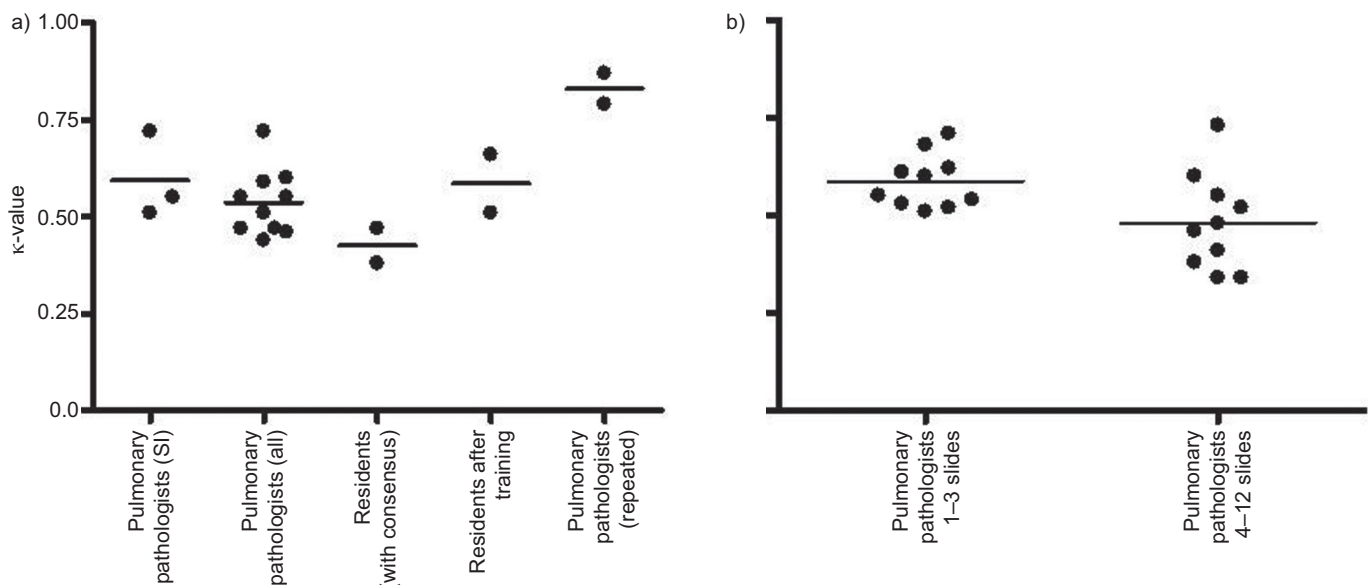 a)
1.00
0.75
0.50
0.25
0.0
κ-value
Pulmonary
pathologists (SI)
Pulmonary
pathologists (all)
Residents
(with consensus)
Residents after
training
Pulmonary
pathologists
(repeated)
b)
Pulmonary
pathologists
1–3 slides
Pulmonary
pathologists
4–12 slides